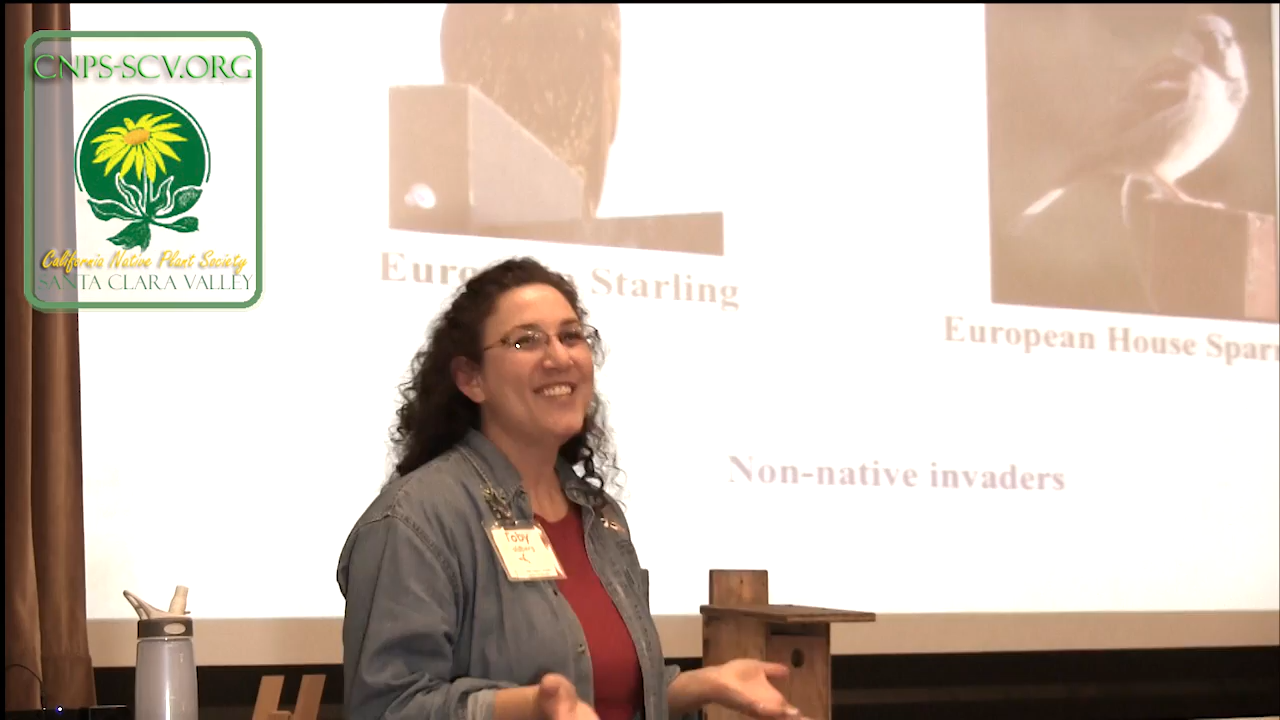 CNPS-SCV.ORG
California Native Plant Society
SANTA CLARA VALLEY
Starling
European House
Non-native invaders
Toby